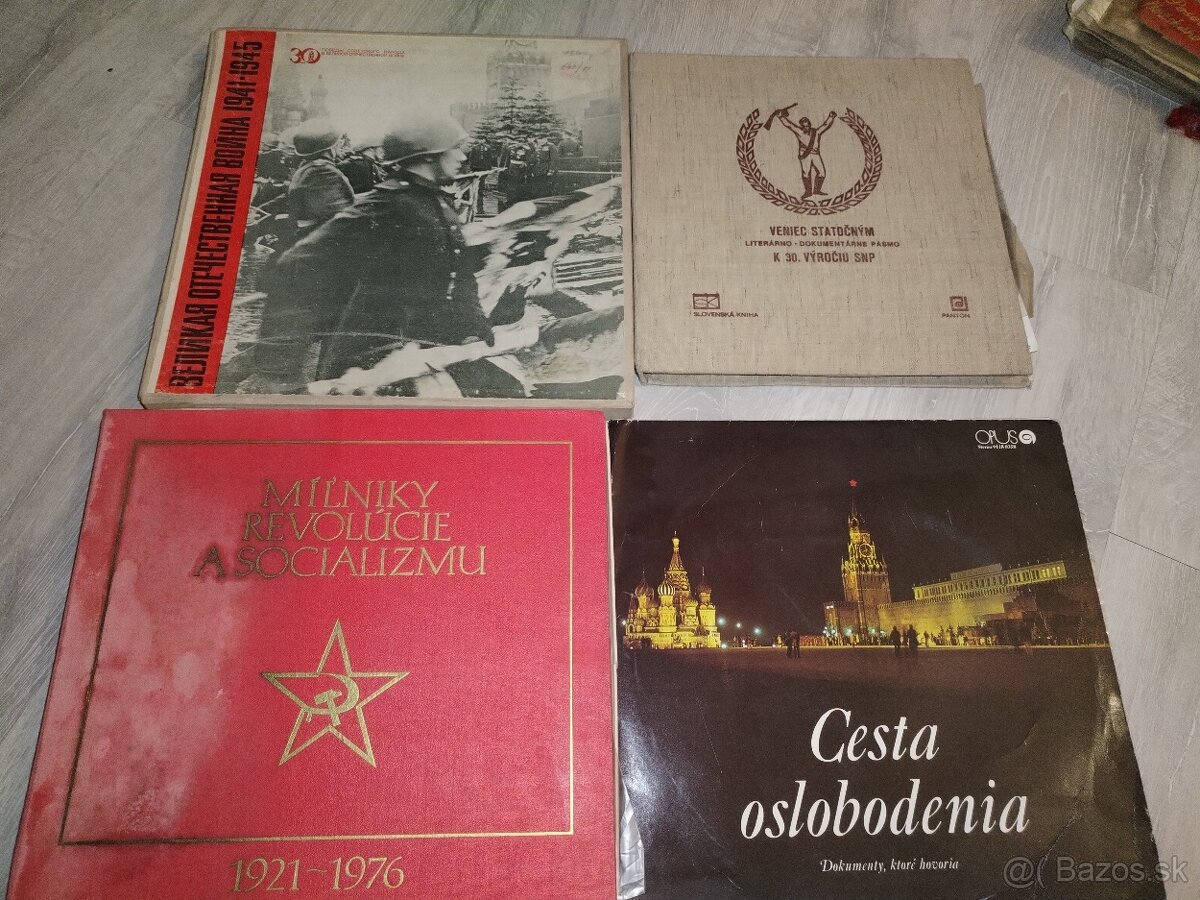 ВЕЛИКАЯ ОТЕЧЕСТВЕННАЯ ВОЙНА 1941-1945
30
VENIEC STATOČNÝM
LITERÁRNO - DOKUMENTÁRNE PÁSMO
K 30. VÝROČIU SNP
SLOVENSKÁ KNIHA
PANTON
MÍĽNIKY
REVOLÚCIE
A SOCIALIZMU
1921~1976
OPUS
Cesta
oslobodenia
Dokumenty, ktoré hovoria
@( Bazos.sk